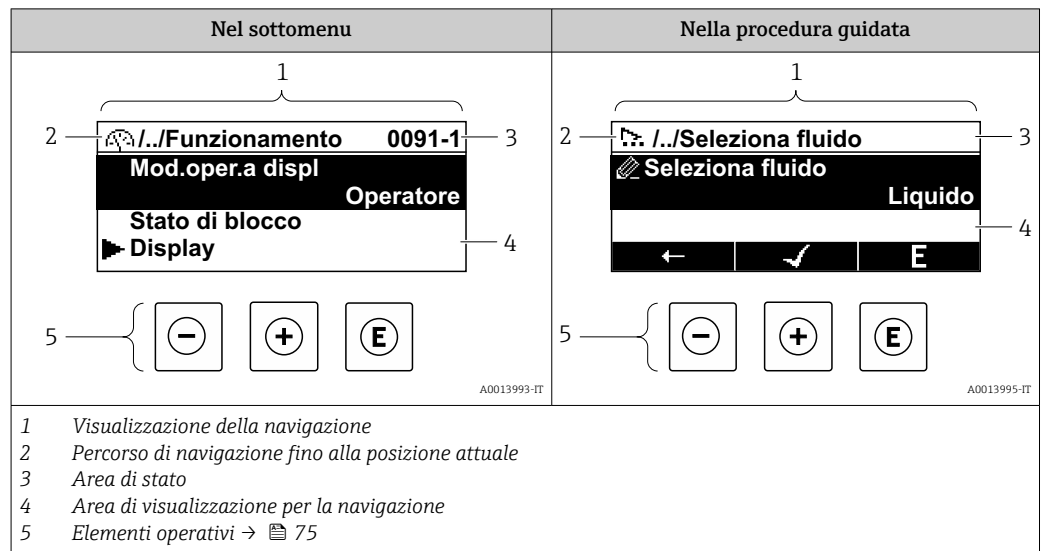 Nel sottomenu
Nella procedura guidata
1
2
/../Funzionamento 0091-1
3
Mod.oper.a displ
Operatore
Stato di blocco
Display
4
5
- + E
A0013993-IT
1
2
/../Seleziona fluido
3
Seleziona fluido
Liquido
4
← ✓ E
5
- + E
A0013995-IT
1 Visualizzazione della navigazione
2 Percorso di navigazione fino alla posizione attuale
3 Area di stato
4 Area di visualizzazione per la navigazione
5 Elementi operativi → 75